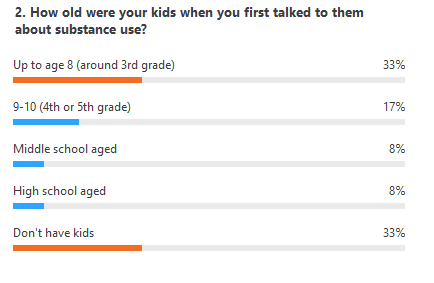 2. How old were your kids when you first talked to them
about substance use?
Up to age 8 (around 3rd grade) 33%
9-10 (4th or 5th grade) 17%
Middle school aged 8%
High school aged 8%
Don't have kids 33%